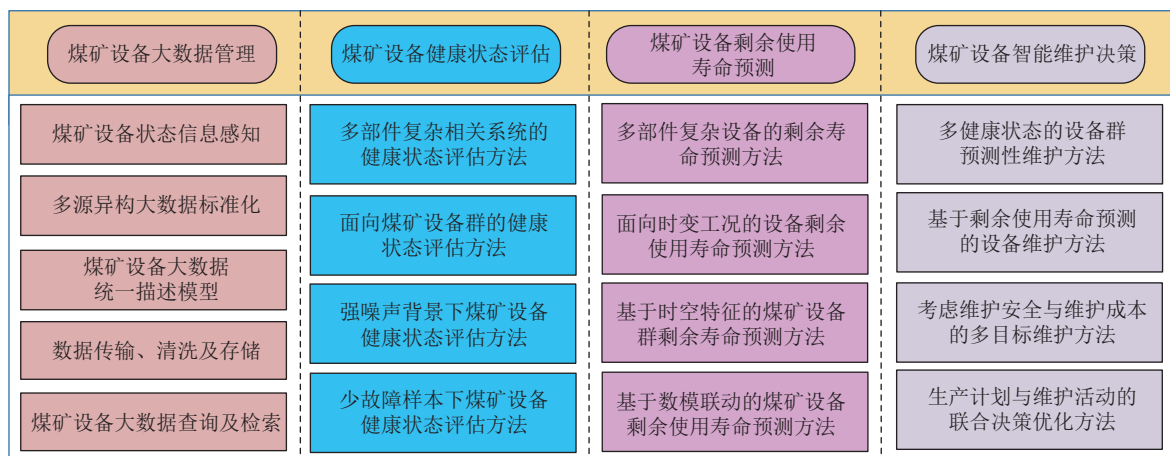 煤矿设备大数据管理
煤矿设备状态信息感知
多源异构大数据标准化
煤矿设备大数据
统一描述模型
数据传输、清洗及存储
煤矿设备大数据查询及检索
煤矿设备健康状态评估
多部件复杂相关系统的
健康状态评估方法
面向煤矿设备群的健康
状态评估方法
强噪声背景下煤矿设备
健康状态评估方法
少故障样本下煤矿设备
健康状态评估方法
煤矿设备剩余使用
寿命预测
多部件复杂设备的剩余寿
命预测方法
面向时变工况的设备剩余
使用寿命预测方法
基于时空特征的煤矿设备
群剩余寿命预测方法
基于数模联动的煤矿设备
剩余使用寿命预测方法
煤矿设备智能维护决策
多健康状态的设备群
预测性维护方法
基于剩余使用寿命预测
的设备维护方法
考虑维护安全与维护成本
的多目标维护方法
生产计划与维护活动的
联合决策优化方法